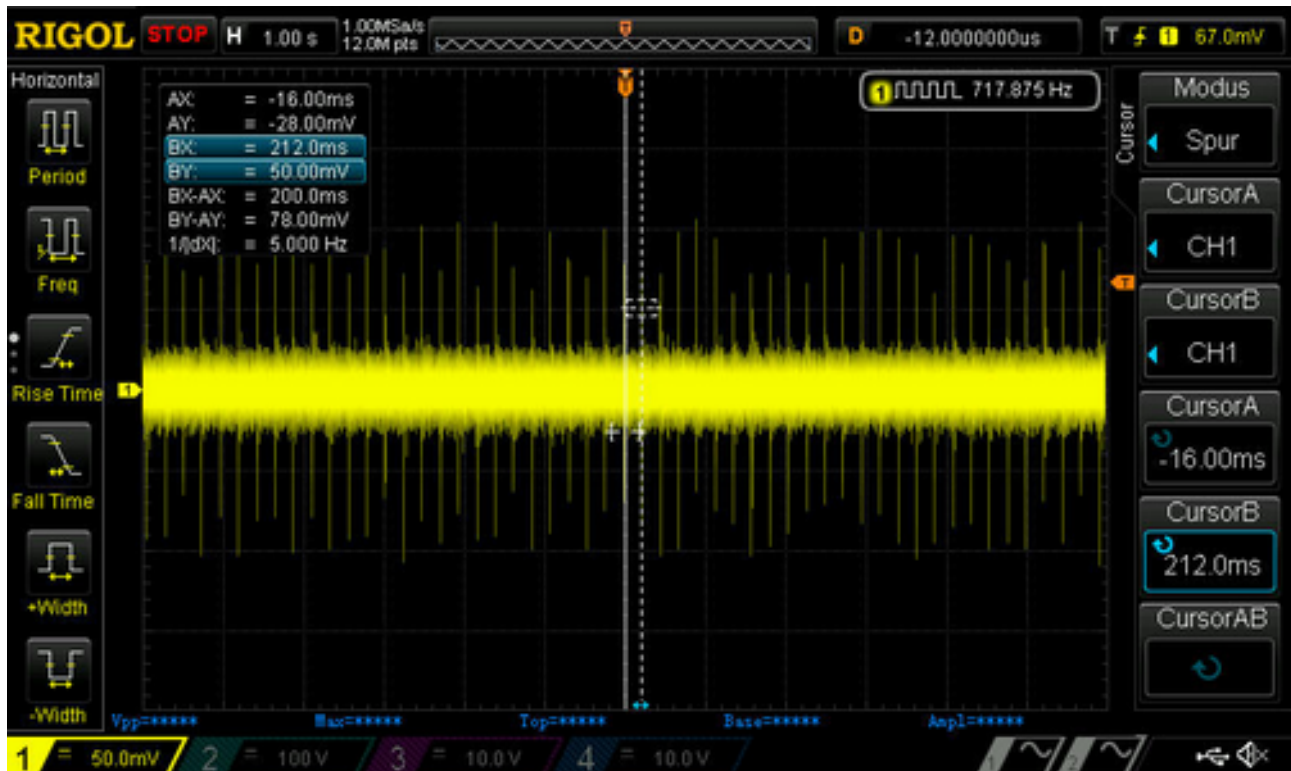 RIGOL STOP H 1.00 s 1.00MSa/s 12.0M pts D -12.0000000us T 1 67.0mV
Horizontal
Period
Freq
Rise Time
Fall Time
+Width
-Width
AX: = -16.00ms
AY: = -28.00mV
BX: = 212.0ms
BY: = 50.00mV
BX-AX: = 200.0ms
BY-AY: = 78.00mV
1/|dX|: = 5.000 Hz
T
1 717.875 Hz
T
1
Cursor
Modus
Spur
CursorA
CH1
CursorB
CH1
CursorA
-16.00ms
CursorB
212.0ms
CursorAB
Vpp=***** Max=***** Top=***** Base=***** Ampl=*****
1 = 50.0mV 2 = 100 V 3 = 10.0 V 4 = 10.0 V 1 2